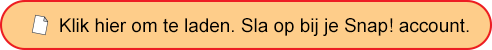 Klik hier om te laden. Sla op bij je Snap! account.